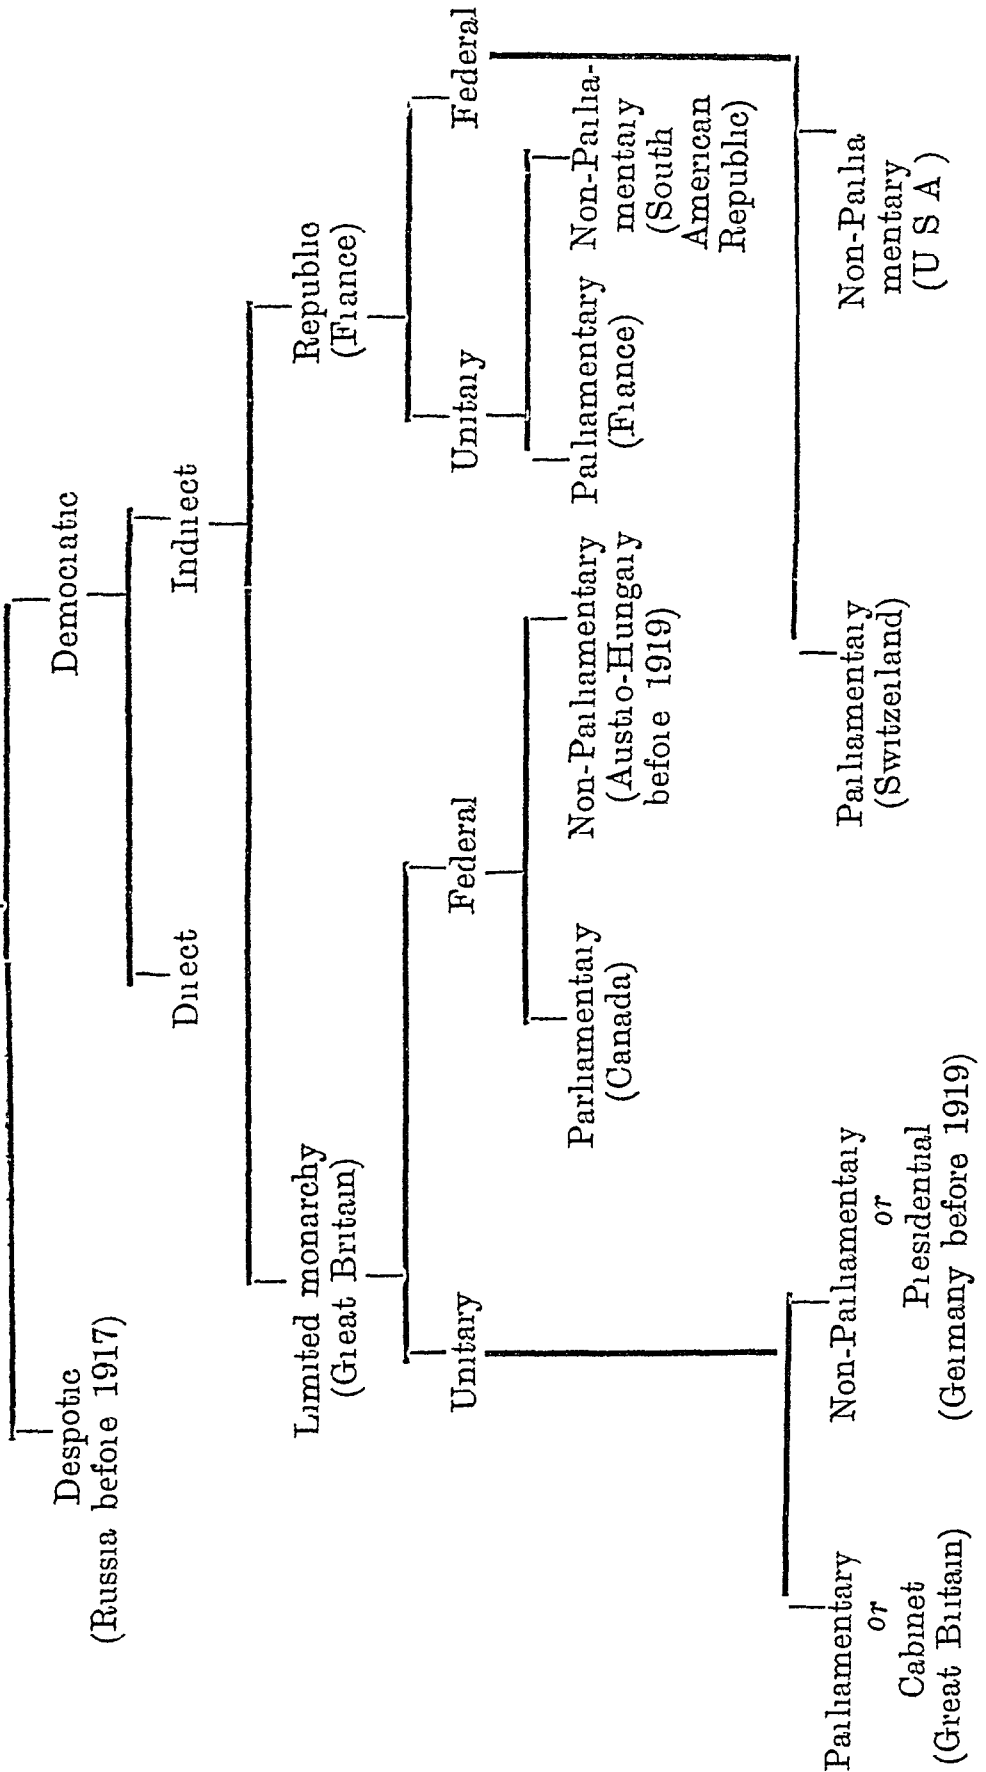 Despotic
(Russia before 1917)
Democratic
Direct
Indirect
Limited monarchy
(Great Britain)
Republic
(France)
Unitary
Federal
Unitary
Federal
Parliamentary
(Canada)
Non-Parliamentary
(Austro-Hungary
before 1919)
Parliamentary
(France)
Non-Parlia-
mentary
(South
American
Republic)
Parliamentary
or
Cabinet
(Great Britain)
Non-Parliamentary
or
Presidential
(Germany before 1919)
Parliamentary
(Switzerland)
Non-Parlia
mentary
(U S A )